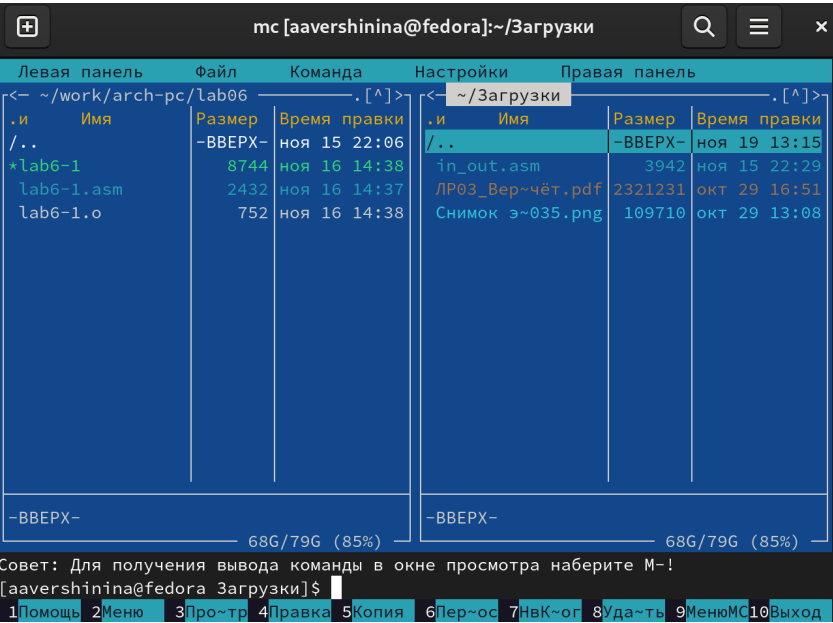 mc [aavershinina@fedora]:~/Загрузки
Левая панель Файл Команда Настройки Правая панель
<— ~/work/arch-pc/lab06 .[^]> <— ~/Загрузки .[^]>
.и Имя Размер Время правки .и Имя Размер Время правки
/.. -ВВЕРХ- ноя 15 22:06 /.. -ВВЕРХ- ноя 19 13:15
*lab6-1 8744 ноя 16 14:38 in_out.asm 3942 ноя 15 22:29
lab6-1.asm 2432 ноя 16 14:37 ЛР03_Вер~чёт.pdf 2321231 окт 29 16:51
lab6-1.o 752 ноя 16 14:38 Снимок э~035.png 109710 окт 29 13:08
-ВВЕРХ- -ВВЕРХ-
68G/79G (85%) 68G/79G (85%)
Совет: Для получения вывода команды в окне просмотра наберите M-!
[aavershinina@fedora Загрузки]$
1Помощь 2Меню 3Про~тр 4Правка 5Копия 6Пер~ос 7НвК~ог 8Уда~ть 9МенюMC 10Выход